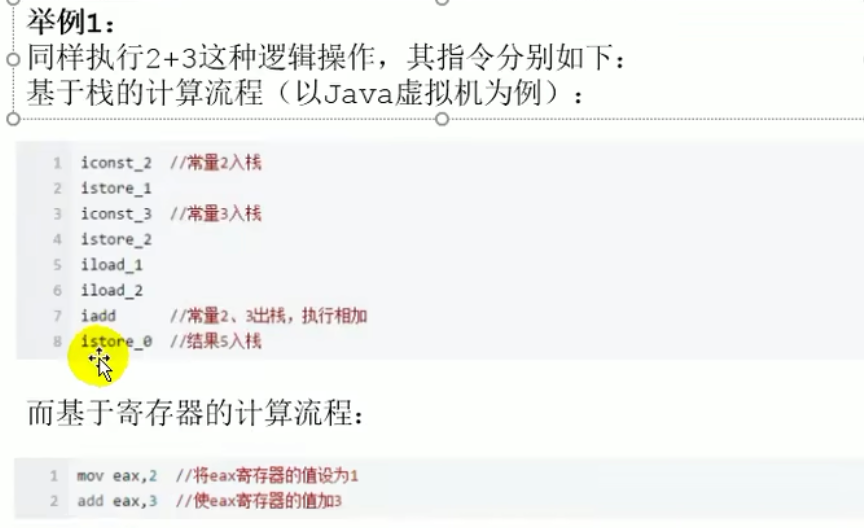 举例1：
同样执行2+3这种逻辑操作，其指令分别如下：
基于栈的计算流程（以Java虚拟机为例）：
1 iconst_2 //常量2入栈
2 istore_1
3 iconst_3 //常量3入栈
4 istore_2
5 iload_1
6 iload_2
7 iadd //常量2、3出栈，执行相加
8 istore_0 //结果5入栈
而基于寄存器的计算流程：
1 mov eax,2 //将eax寄存器的值设为1
2 add eax,3 //使eax寄存器的值加3